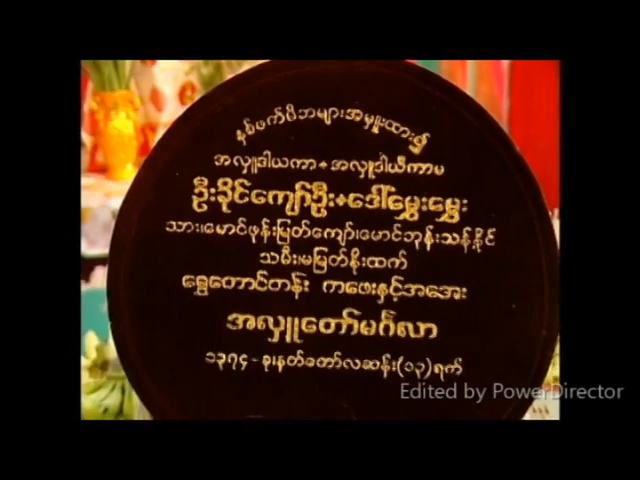 နှစ်ဖက်မိဘများအမှူးထား၍
အလှူဒါယကာ+အလှူဒါယိကာမ
ဦးခိုင်ကျော်ဦး+ဒေါ်မွှေးမွှေး
သား၊မောင်ဖုန်းမြတ်ကျော်၊မောင်ဘုန်းသန့်နိုင်
သမီး၊မမြတ်နိုးထက်
ရွှေတောင်တန်း ကဖေးနှင့်အအေး
အလှူတော်မင်္ဂလာ
၁၃၇၄-ခု၊နတ်တော်လဆန်း(၁၃)ရက်
Edited by PowerDirector